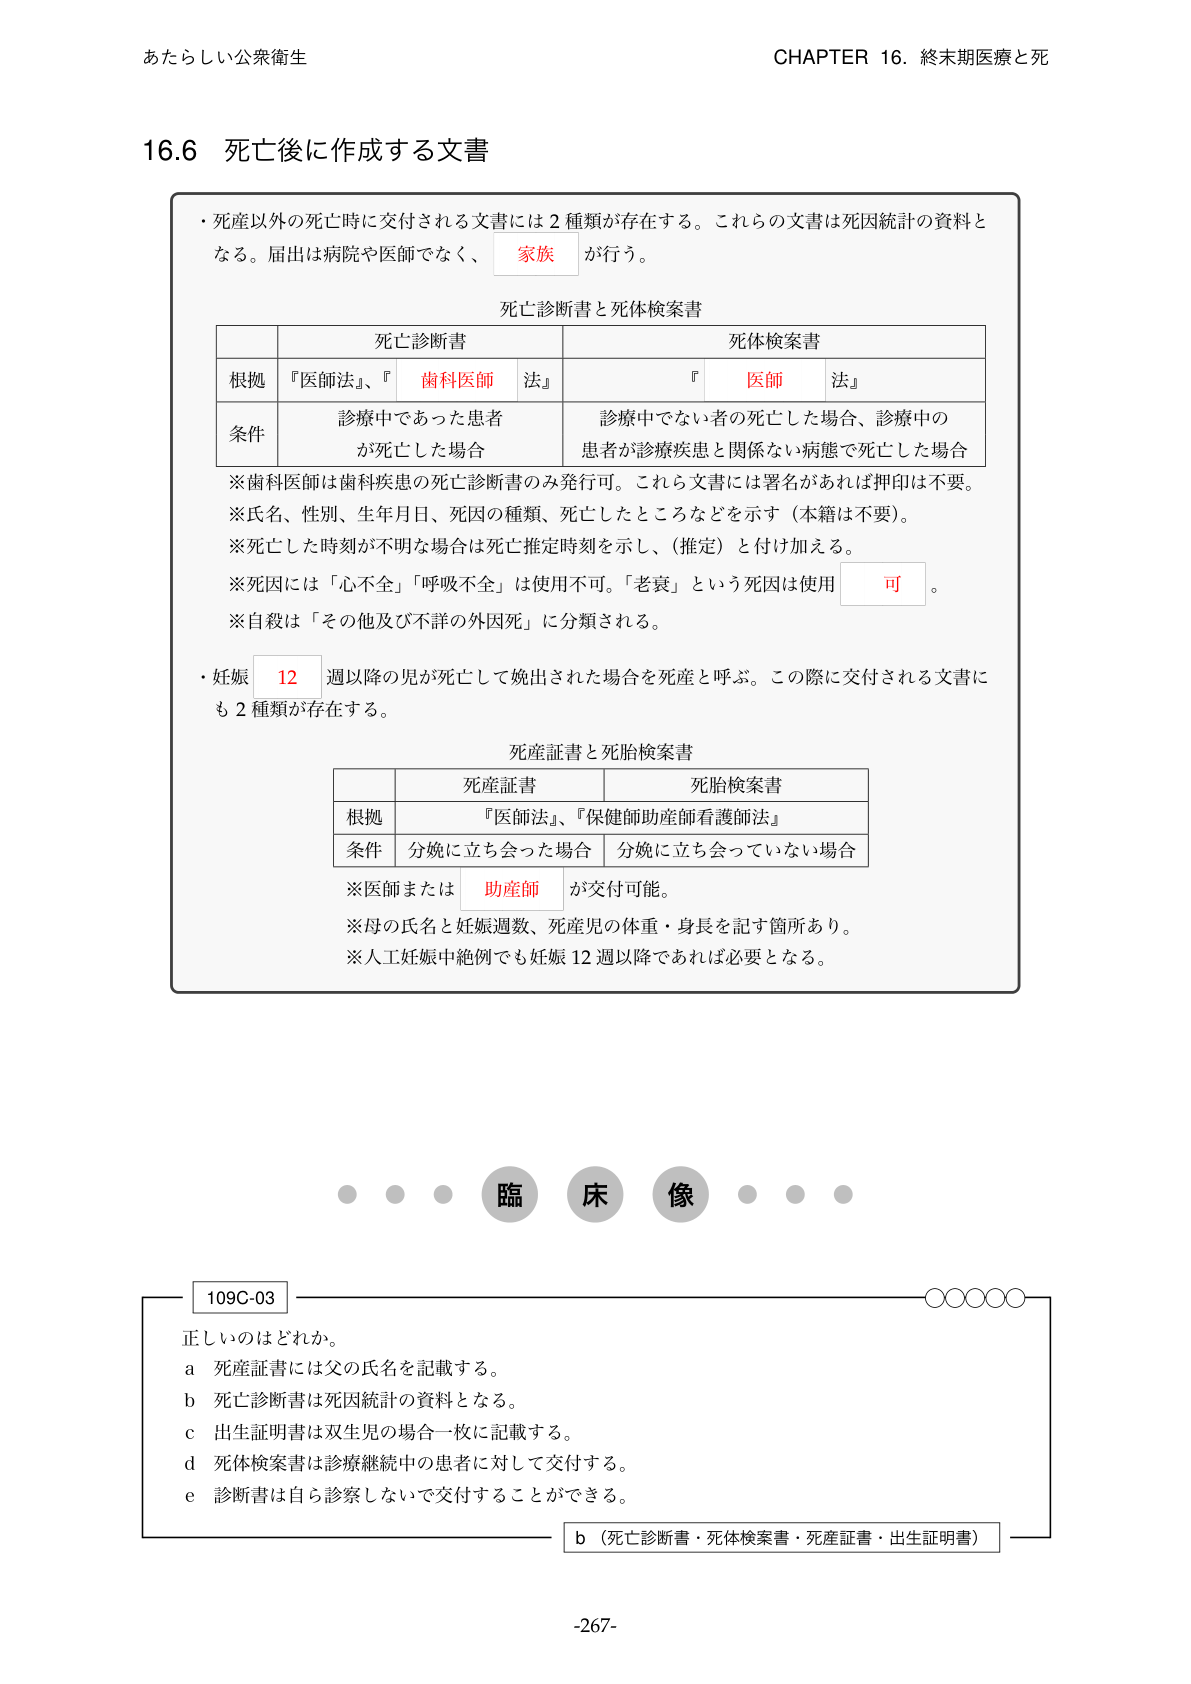 あたらしい公衆衛生
CHAPTER 16. 終末期医療と死
16.6 死亡後に作成する文書
・死産以外の死亡時に交付される文書には 2 種類が存在する。これらの文書は死因統計の資料と
なる。届出は病院や医師でなく、 家族 が行う。
死亡診断書と死体検案書
死亡診断書 死体検案書
根拠 『医師法』、『 歯科医師 法』 『 医師 法』
条件 診療中であった患者 診療中でない者の死亡した場合、診療中の
が死亡した場合 患者が診療疾患と関係ない病態で死亡した場合
※歯科医師は歯科疾患の死亡診断書のみ発行可。これら文書には署名があれば押印は不要。
※氏名、性別、生年月日、死因の種類、死亡したところなどを示す（本籍は不要）。
※死亡した時刻が不明な場合は死亡推定時刻を示し、（推定）と付け加える。
※死因には「心不全」「呼吸不全」は使用不可。「老衰」という死因は使用 可 。
※自殺は「その他及び不詳の外因死」に分類される。
・妊娠 12 週以降の児が死亡して娩出された場合を死産と呼ぶ。この際に交付される文書に
も 2 種類が存在する。
死産証書と死胎検案書
死産証書 死胎検案書
根拠 『医師法』、『保健師助産師看護師法』
条件 分娩に立ち会った場合 分娩に立ち会っていない場合
※医師または 助産師 が交付可能。
※母の氏名と妊娠週数、死産児の体重・身長を記す箇所あり。
※人工妊娠中絶例でも妊娠 12 週以降であれば必要となる。
臨床像
109C-03
正しいのはどれか。
a 死産証書には父の氏名を記載する。
b 死亡診断書は死因統計の資料となる。
c 出生証明書は双生児の場合一枚に記載する。
d 死体検案書は診療継続中の患者に対して交付する。
e 診断書は自ら診察しないで交付することができる。
b （死亡診断書・死体検案書・死産証書・出生証明書）
-267-